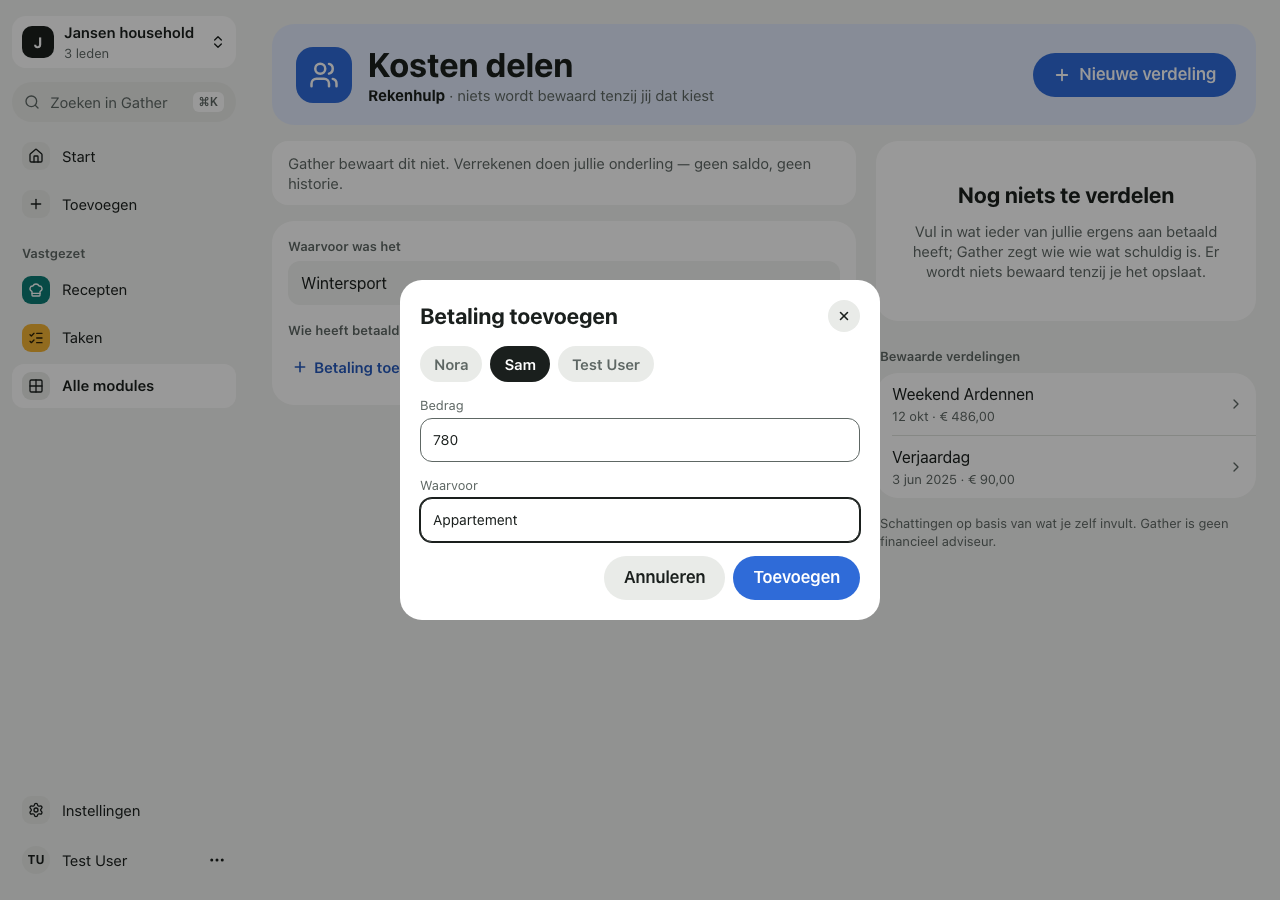 J
Jansen household
3 leden
Zoeken in Gather
⌘K
Start
Toevoegen
Vastgezet
Recepten
Taken
Alle modules
Instellingen
TU
Test User
Kosten delen
Rekenhulp · niets wordt bewaard tenzij jij dat kiest
Nieuwe verdeling
Gather bewaart dit niet. Verrekenen doen jullie onderling — geen saldo, geen
historie.
Waarvoor was het
Wintersport
Wie heeft betaald
Betaling toe
Betaling toevoegen
Nora
Sam
Test User
Bedrag
780
Waarvoor
Appartement
Annuleren
Toevoegen
Nog niets te verdelen
Vul in wat ieder van jullie ergens aan betaald
heeft; Gather zegt wie wie wat schuldig is. Er
wordt niets bewaard tenzij je het opslaat.
Bewaarde verdelingen
Weekend Ardennen
12 okt · € 486,00
Verjaardag
3 jun 2025 · € 90,00
Schattingen op basis van wat je zelf invult. Gather is geen
financieel adviseur.